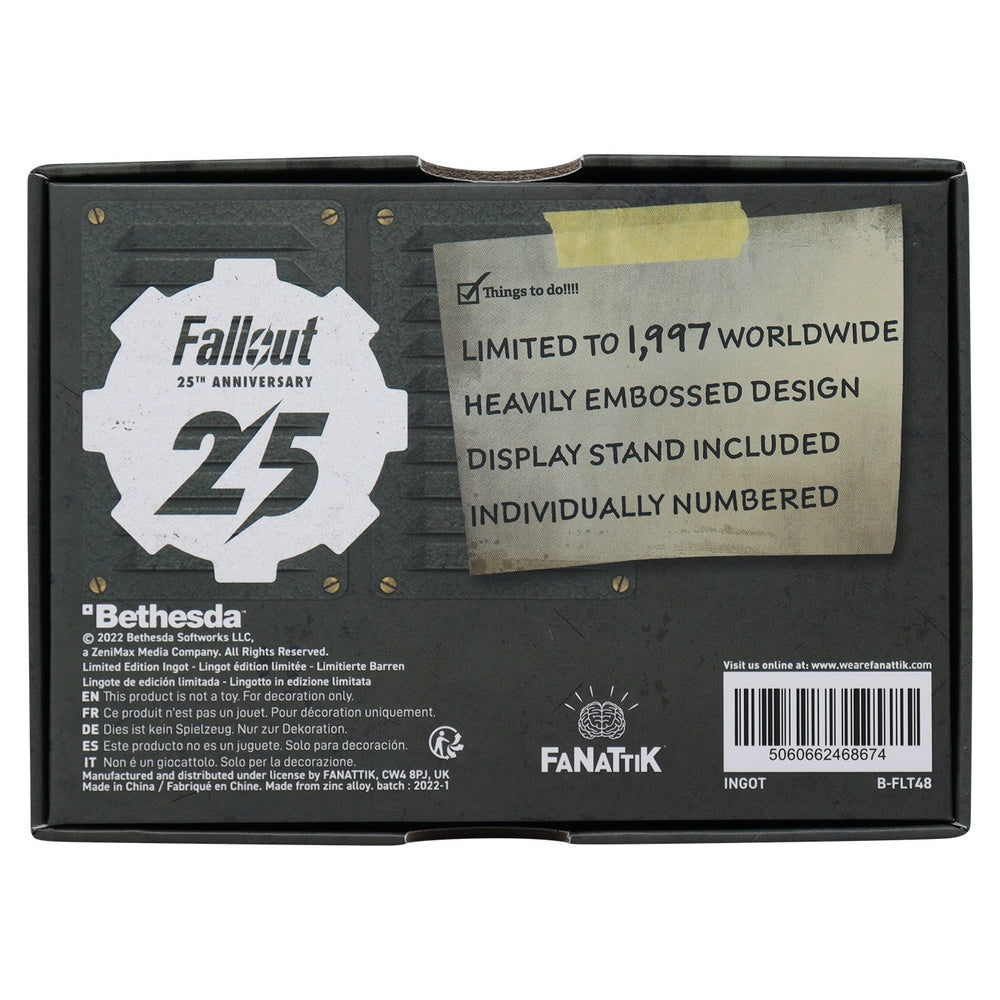 Fallout
25TH ANNIVERSARY
25
Things to do!!!!
LIMITED TO 1,997 WORLDWIDE
HEAVILY EMBOSSED DESIGN
DISPLAY STAND INCLUDED
INDIVIDUALLY NUMBERED
Bethesda™
© 2022 Bethesda Softworks LLC,
a ZeniMax Media Company. All Rights Reserved.
Limited Edition Ingot - Lingot édition limitée - Limitierte Barren
Lingote de edición limitada - Lingotto in edizione limitata
EN This product is not a toy. For decoration only.
FR Ce produit n'est pas un jouet. Pour décoration uniquement.
DE Dies ist kein Spielzeug. Nur zur Dekoration.
ES Este producto no es un juguete. Solo para decoración.
IT Non é un giocattolo. Solo per la decorazione.
Manufactured and distributed under license by FANATTIK, CW4 8PJ, UK
Made in China / Fabriqué en Chine. Made from zinc alloy. batch : 2022-1
FANATTIK
Visit us online at: www.wearefanattik.com
5060662468674
INGOT B-FLT48